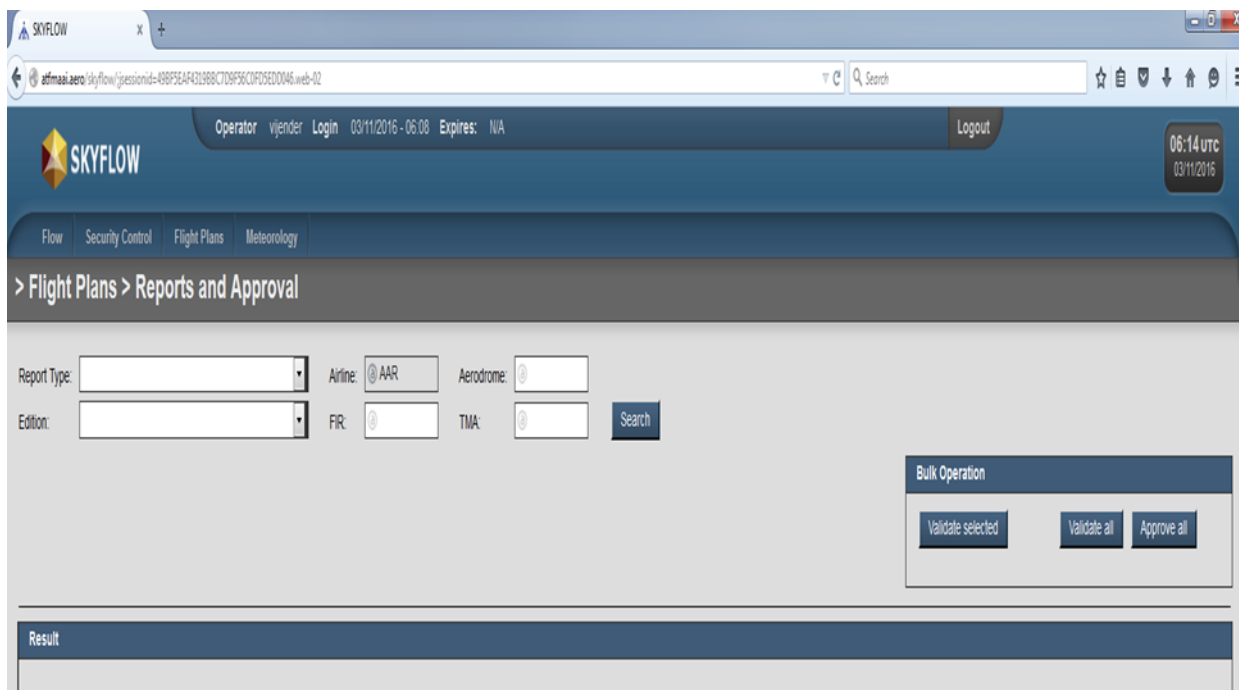 SKYFLOW x +
atfmaai.aero/skyflow/;jsessionid=49BF5EAF4319BBC7D9F56C0FD5EDD046.web-02 Search
Operator vijender Login 03/11/2016 - 06:08 Expires: N/A Logout
SKYFLOW
06:14 UTC
03/11/2016
Flow Security Control Flight Plans Meteorology
> Flight Plans > Reports and Approval
Report Type: Airline: AAR Aerodrome:
Edition: FIR: TMA: Search
Bulk Operation
Validate selected Validate all Approve all
Result